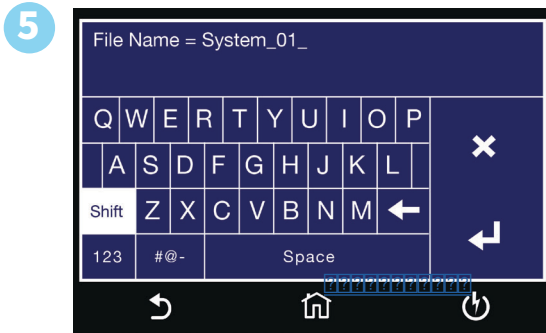 5
File Name = System_01_
Q W E R T Y U I O P
A S D F G H J K L
Shift Z X C V B N M
123 #@- Space